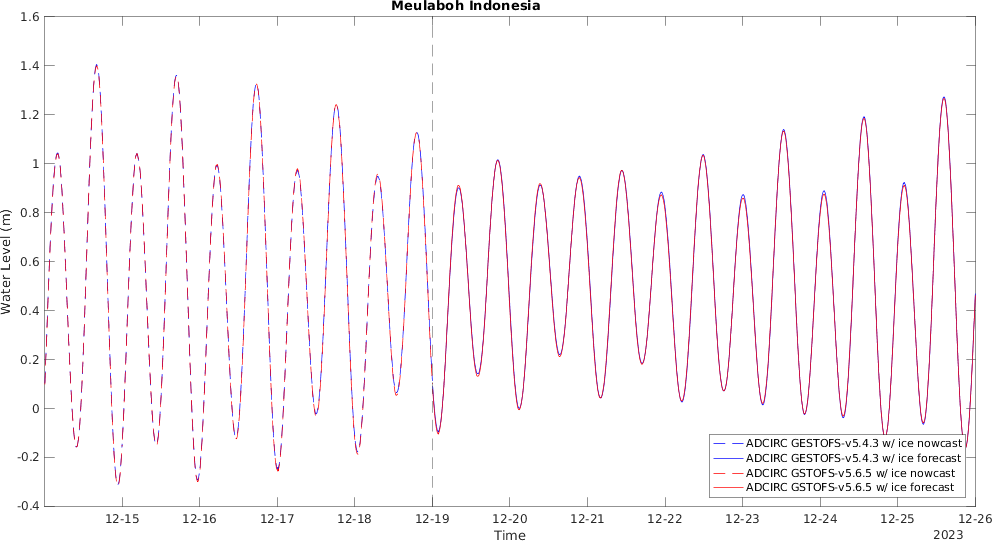 Meulaboh Indonesia
1.6
1.4
1.2
1
0.8
0.6
0.4
0.2
0
-0.2
-0.4
Water Level (m)
12-15 12-16 12-17 12-18 12-19 12-20 12-21 12-22 12-23 12-24 12-25 12-26
Time
2023
ADCIRC GESTOFS-v5.4.3 w/ ice nowcast
ADCIRC GESTOFS-v5.4.3 w/ ice forecast
ADCIRC GSTOFS-v5.6.5 w/ ice nowcast
ADCIRC GSTOFS-v5.6.5 w/ ice forecast